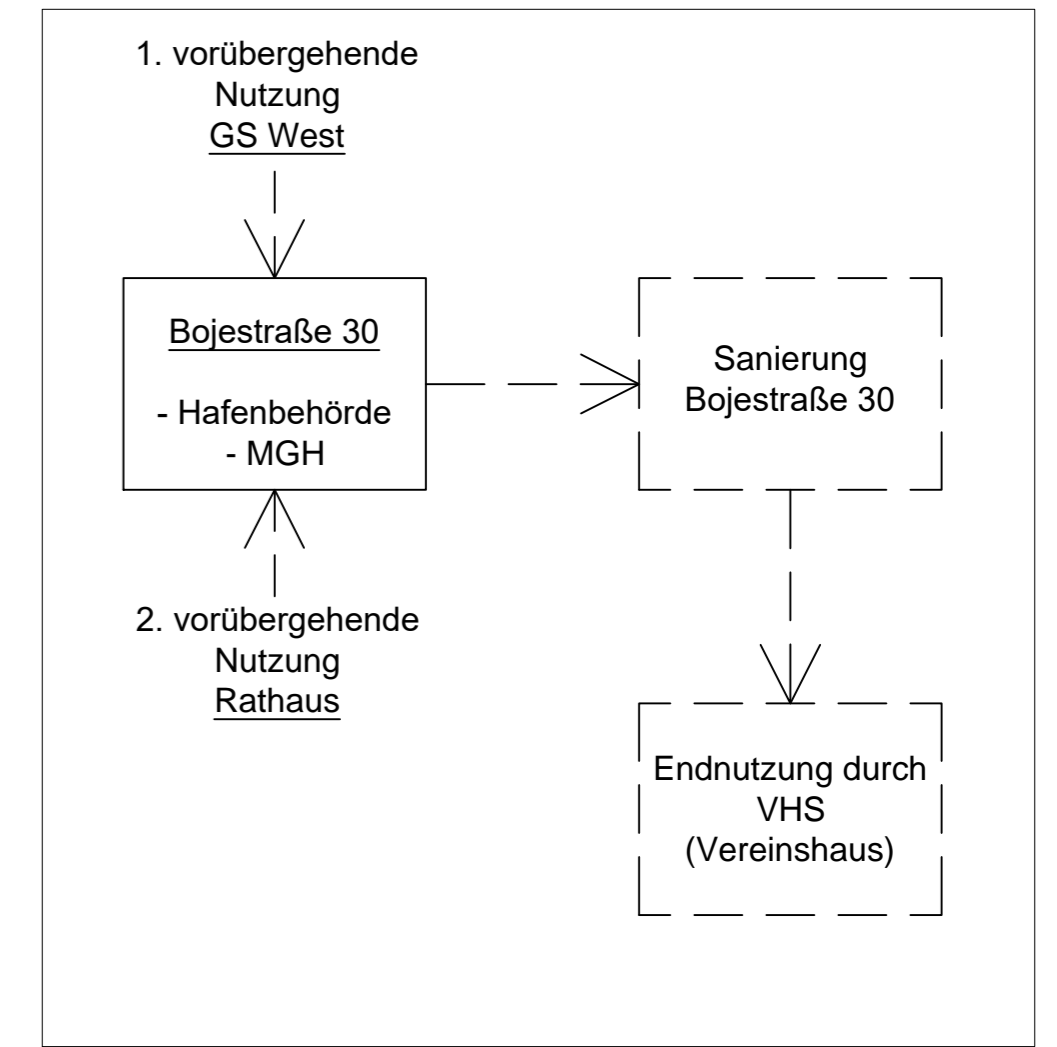 1. vorübergehende
Nutzung
GS West
Bojestraße 30
- Hafenbehörde
- MGH
2. vorübergehende
Nutzung
Rathaus
Sanierung
Bojestraße 30
Endnutzung durch
VHS
(Vereinshaus)